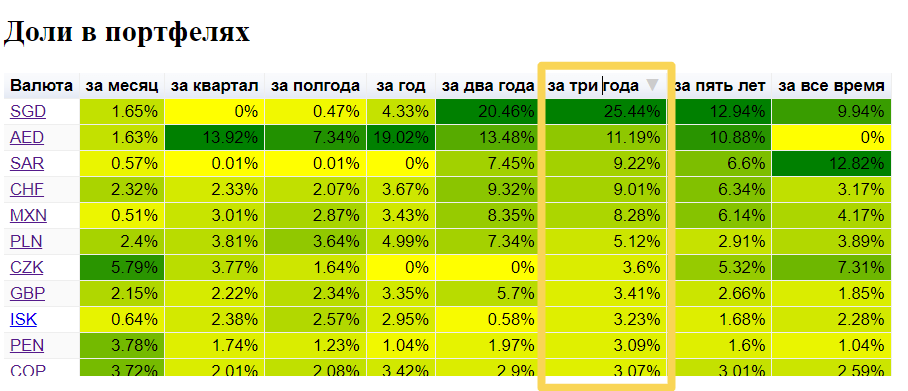 Доли в портфелях
Валюта за месяц за квартал за полгода за год за два года за три года за пять лет за все время
SGD 1.65% 0% 0.47% 4.33% 20.46% 25.44% 12.94% 9.94%
AED 1.63% 13.92% 7.34% 19.02% 13.48% 11.19% 10.88% 0%
SAR 0.57% 0.01% 0.01% 0% 7.45% 9.22% 6.6% 12.82%
CHF 2.32% 2.33% 2.07% 3.67% 9.32% 9.01% 6.34% 3.17%
MXN 0.51% 3.01% 2.87% 3.43% 8.35% 8.28% 6.14% 4.17%
PLN 2.4% 3.81% 3.64% 4.99% 7.34% 5.12% 2.91% 3.89%
CZK 5.79% 3.77% 1.64% 0% 0% 3.6% 5.32% 7.31%
GBP 2.15% 2.22% 2.34% 3.35% 5.7% 3.41% 2.66% 1.85%
ISK 0.64% 2.38% 2.57% 2.95% 0.58% 3.23% 1.68% 2.28%
PEN 3.78% 1.74% 1.23% 1.04% 1.97% 3.09% 1.6% 1.04%
COP 3.72% 2.01% 2.08% 3.42% 2.9% 3.07% 3.01% 2.59%